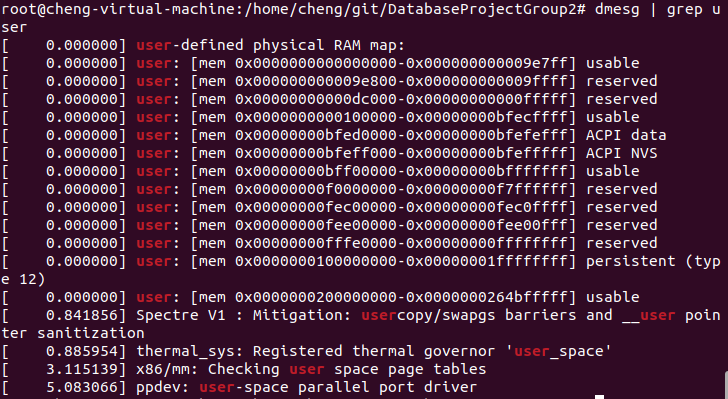 root@cheng-virtual-machine:/home/cheng/git/DatabaseProjectGroup2# dmesg | grep u
ser
[    0.000000] user-defined physical RAM map:
[    0.000000] user: [mem 0x0000000000000000-0x000000000009e7ff] usable
[    0.000000] user: [mem 0x000000000009e800-0x000000000009ffff] reserved
[    0.000000] user: [mem 0x00000000000dc000-0x00000000000fffff] reserved
[    0.000000] user: [mem 0x0000000000100000-0x00000000bfecffff] usable
[    0.000000] user: [mem 0x00000000bfed0000-0x00000000bfefefff] ACPI data
[    0.000000] user: [mem 0x00000000bfeff000-0x00000000bfefffff] ACPI NVS
[    0.000000] user: [mem 0x00000000bff00000-0x00000000bfffffff] usable
[    0.000000] user: [mem 0x00000000f0000000-0x00000000f7ffffff] reserved
[    0.000000] user: [mem 0x00000000fec00000-0x00000000fec0ffff] reserved
[    0.000000] user: [mem 0x00000000fee00000-0x00000000fee00fff] reserved
[    0.000000] user: [mem 0x00000000fffe0000-0x00000000ffffffff] reserved
[    0.000000] user: [mem 0x0000000100000000-0x00000001ffffffff] persistent (typ
e 12)
[    0.000000] user: [mem 0x0000000200000000-0x0000000264bfffff] usable
[    0.841856] Spectre V1 : Mitigation: usercopy/swapgs barriers and __user poin
ter sanitization
[    0.885954] thermal_sys: Registered thermal governor 'user_space'
[    3.115139] x86/mm: Checking user space page tables
[    5.083066] ppdev: user-space parallel port driver